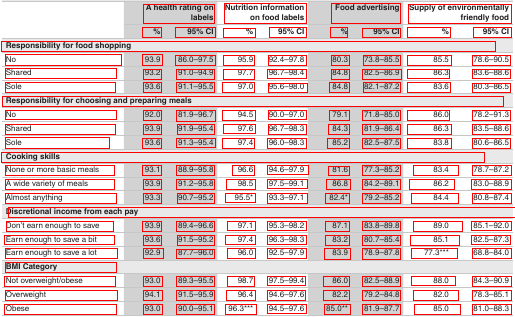 A health rating on labels Nutrition information on food labels Food advertising Supply of environmentally friendly food
% 95% CI % 95% CI % 95% CI % 95% CI
Responsibility for food shopping
No 93.9 86.0–97.5 95.9 92.4–97.8 80.3 73.8–85.5 85.5 78.6–90.5
Shared 93.2 91.0–94.9 97.7 96.7–98.4 84.8 82.5–86.9 86.3 83.6–88.6
Sole 93.6 91.1–95.5 97.0 95.6–98.0 84.8 82.1–87.2 83.6 80.3–86.5
Responsibility for choosing and preparing meals
No 92.0 81.9–96.7 94.5 90.0–97.0 79.1 71.8–85.0 86.0 78.2–91.3
Shared 93.9 91.9–95.4 97.6 96.7–98.3 84.3 81.9–86.4 86.3 83.5–88.6
Sole 93.6 91.3–95.4 97.4 96.0–98.3 85.2 82.5–87.5 83.8 80.6–86.5
Cooking skills
None or more basic meals 93.1 88.9–95.8 96.6 94.6–97.9 81.6 77.3–85.2 83.4 78.7–87.2
A wide variety of meals 93.9 91.2–95.8 98.5 97.5–99.1 86.8 84.2–89.1 86.2 83.0–88.9
Almost anything 93.3 90.7–95.2 95.5* 93.3–97.1 82.4* 79.2–85.2 84.4 80.8–87.4
Discretional income from each pay
Don't earn enough to save 93.9 89.4–96.6 97.1 95.3–98.2 87.1 83.8–89.8 89.0 85.1–92.0
Earn enough to save a bit 93.6 91.5–95.2 97.4 96.3–98.3 83.2 80.7–85.4 85.1 82.5–87.3
Earn enough to save a lot 92.9 87.7–96.0 96.0 92.5–97.9 83.9 78.9–87.8 77.3*** 68.8–84.0
BMI Category
Not overweight/obese 93.0 89.3–95.5 98.7 97.5–99.4 86.0 82.5–88.9 88.0 84.3–90.9
Overweight 94.1 91.5–95.9 96.4 94.6–97.6 82.2 79.2–84.8 82.0 78.3–85.1
Obese 93.0 90.0–95.1 96.3*** 94.5–97.6 85.0** 81.9–87.7 85.0 81.0–88.3